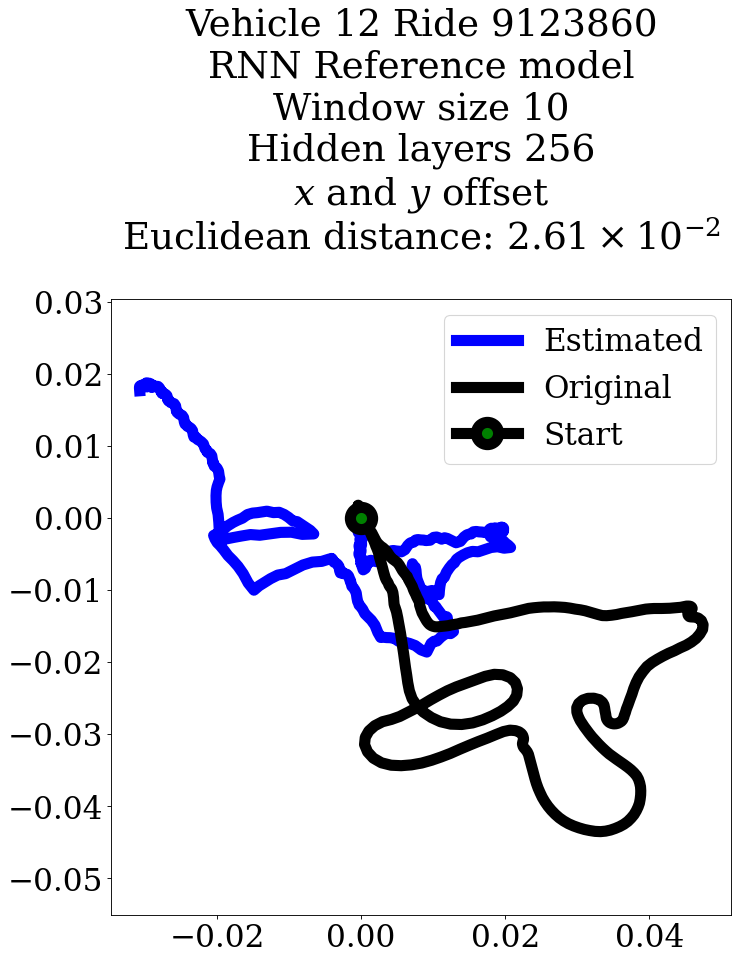 Vehicle 12 Ride 9123860
RNN Reference model
Window size 10
Hidden layers 256
x and y offset
Euclidean distance: 2.61 × 10⁻²
0.03
0.02
0.01
0.00
−0.01
−0.02
−0.03
−0.04
−0.05
Estimated
Original
Start
−0.02 0.00 0.02 0.04